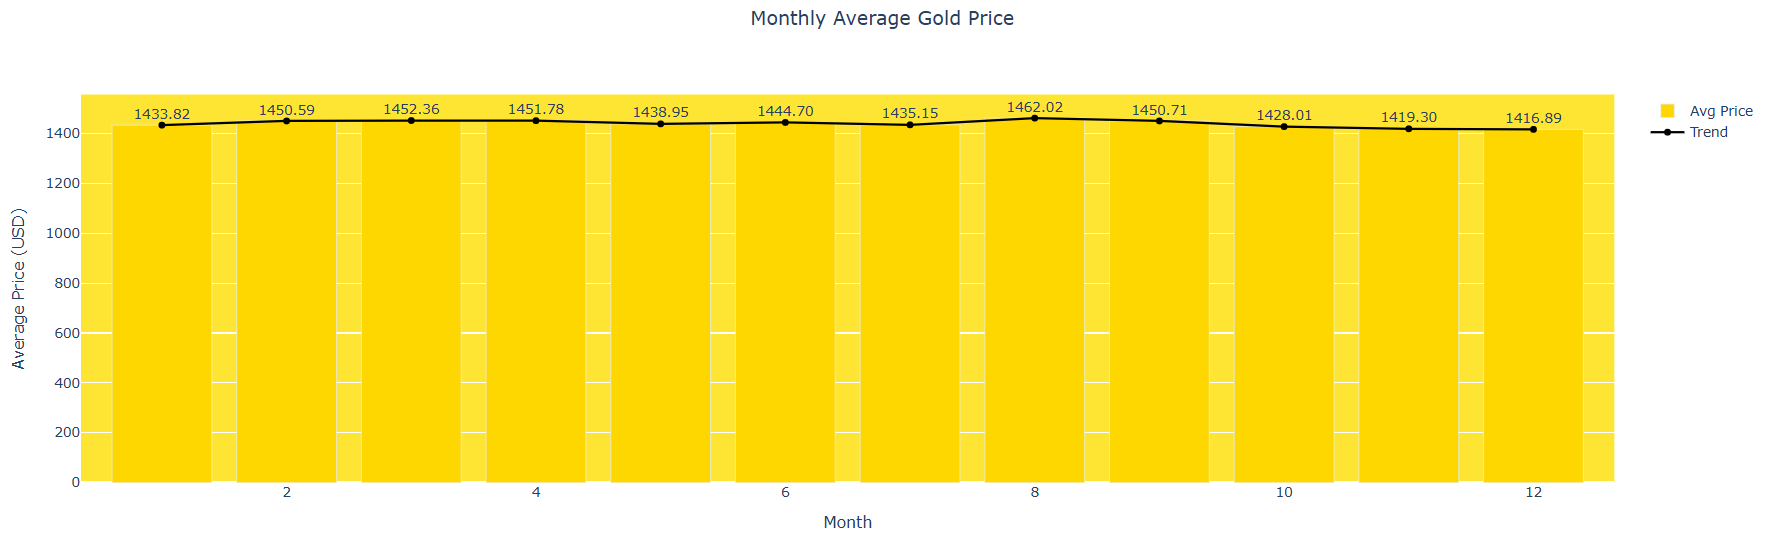 Monthly Average Gold Price
1433.82 1450.59 1452.36 1451.78 1438.95 1444.70 1435.15 1462.02 1450.71 1428.01 1419.30 1416.89
Avg Price
Trend
1400
1200
1000
800
600
400
200
0
Average Price (USD)
2 4 6 8 10 12
Month